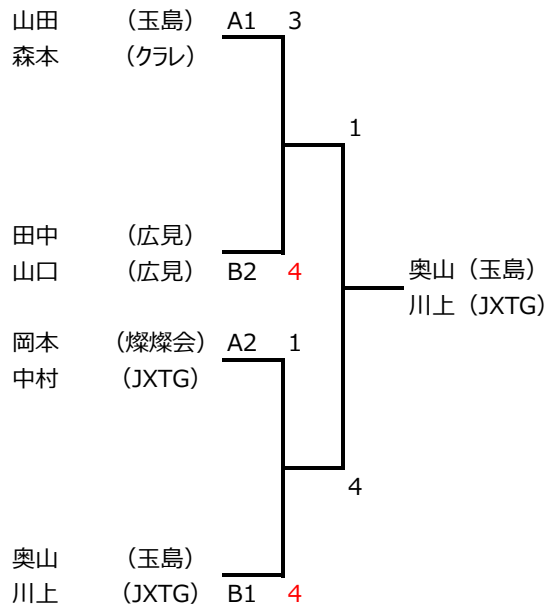 山田 （玉島） A1 3
森本 （クラレ）
1
田中 （広見）
山口 （広見） B2 4
奥山（玉島）
川上（JXTG）
岡本 （燦燦会） A2 1
中村 （JXTG）
4
奥山 （玉島）
川上 （JXTG） B1 4